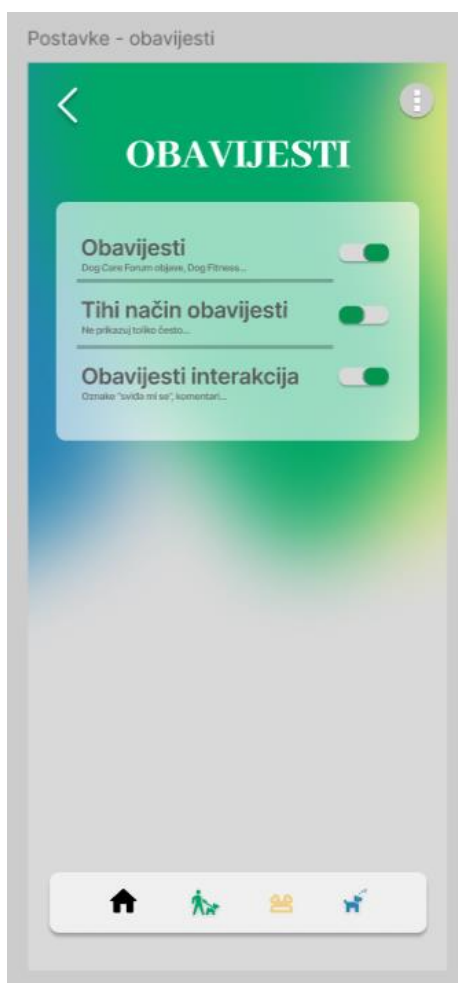 Postavke - obavijesti
OBAVIJESTI
Obavijesti
Dog Care Forum objave, Dog Fitness...
Tihi način obavijesti
Ne prikazuj toliko često...
Obavijesti interakcija
Oznake "sviđa mi se", komentari...